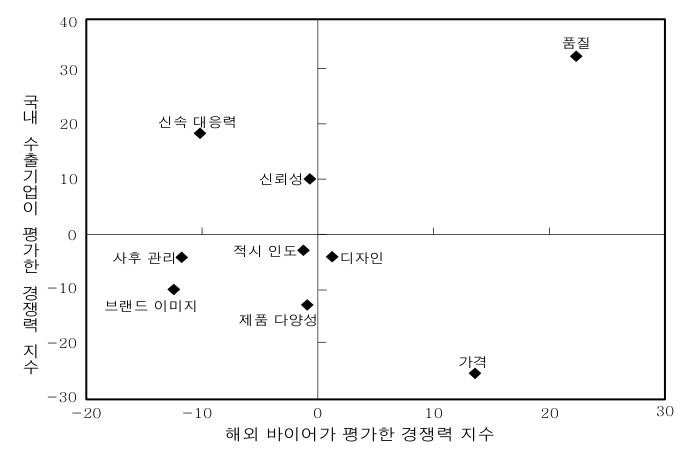 40
품질
30
신속 대응력
20
신뢰성
10
0
적시 인도
사후 관리
디자인
-10
브랜드 이미지
제품 다양성
-20
가격
-30
-20
-10
0
10
20
30
국내 수출기업이 평가한 경쟁력 지수
해외 바이어가 평가한 경쟁력 지수